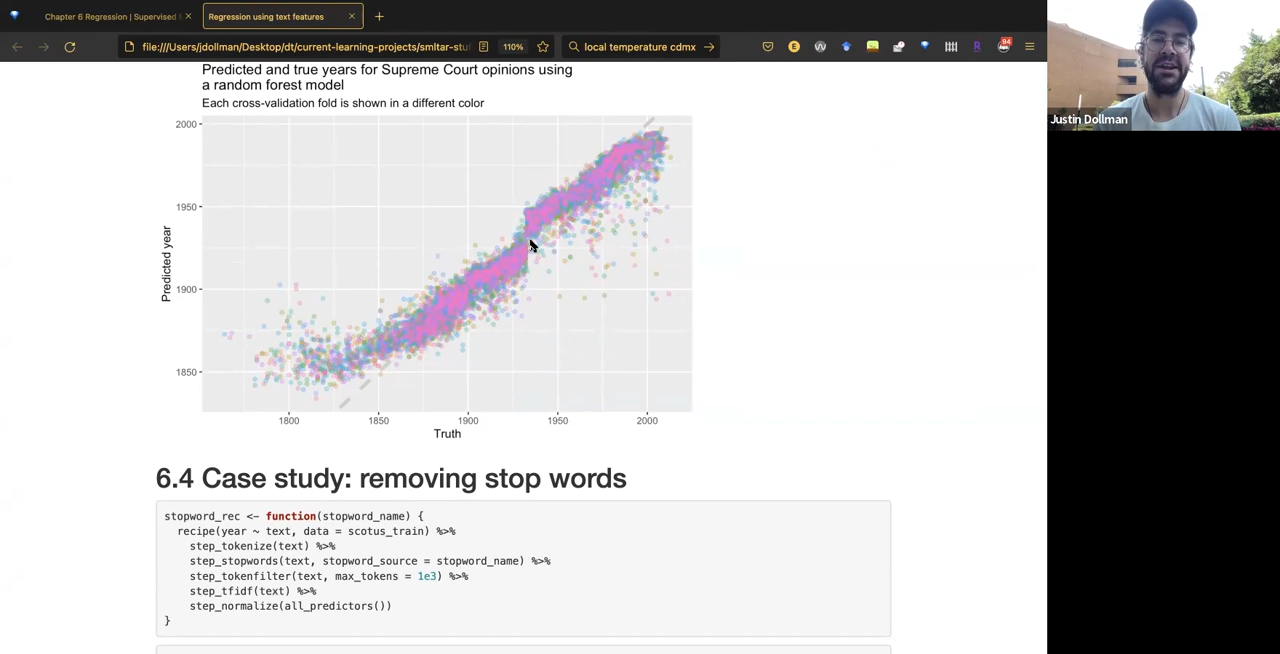 Chapter 6 Regression | Supervised
Regression using text features
file:///Users/jdollman/Desktop/dt/current-learning-projects/smltar-stu
110%
local temperature cdmx
E
R
94
Justin Dollman
Predicted and true years for Supreme Court opinions using
a random forest model
Each cross-validation fold is shown in a different color
2000
1950
1900
1850
Predicted year
1800 1850 1900 1950 2000
Truth
6.4 Case study: removing stop words
stopword_rec <- function(stopword_name) {
recipe(year ~ text, data = scotus_train) %>%
step_tokenize(text) %>%
step_stopwords(text, stopword_source = stopword_name) %>%
step_tokenfilter(text, max_tokens = 1e3) %>%
step_tfidf(text) %>%
step_normalize(all_predictors())
}